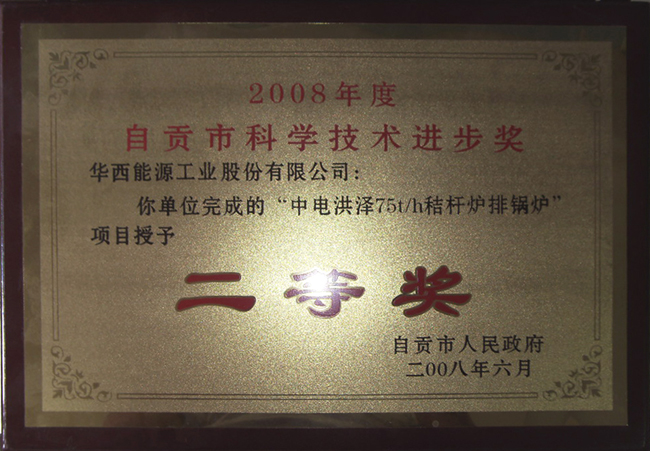 2008年度
自贡市科学技术进步奖
华西能源工业股份有限公司：
你单位完成的“中电洪泽75t/h秸杆炉排锅炉”
项目授予
二等奖
自贡市人民政府
二00八年六月